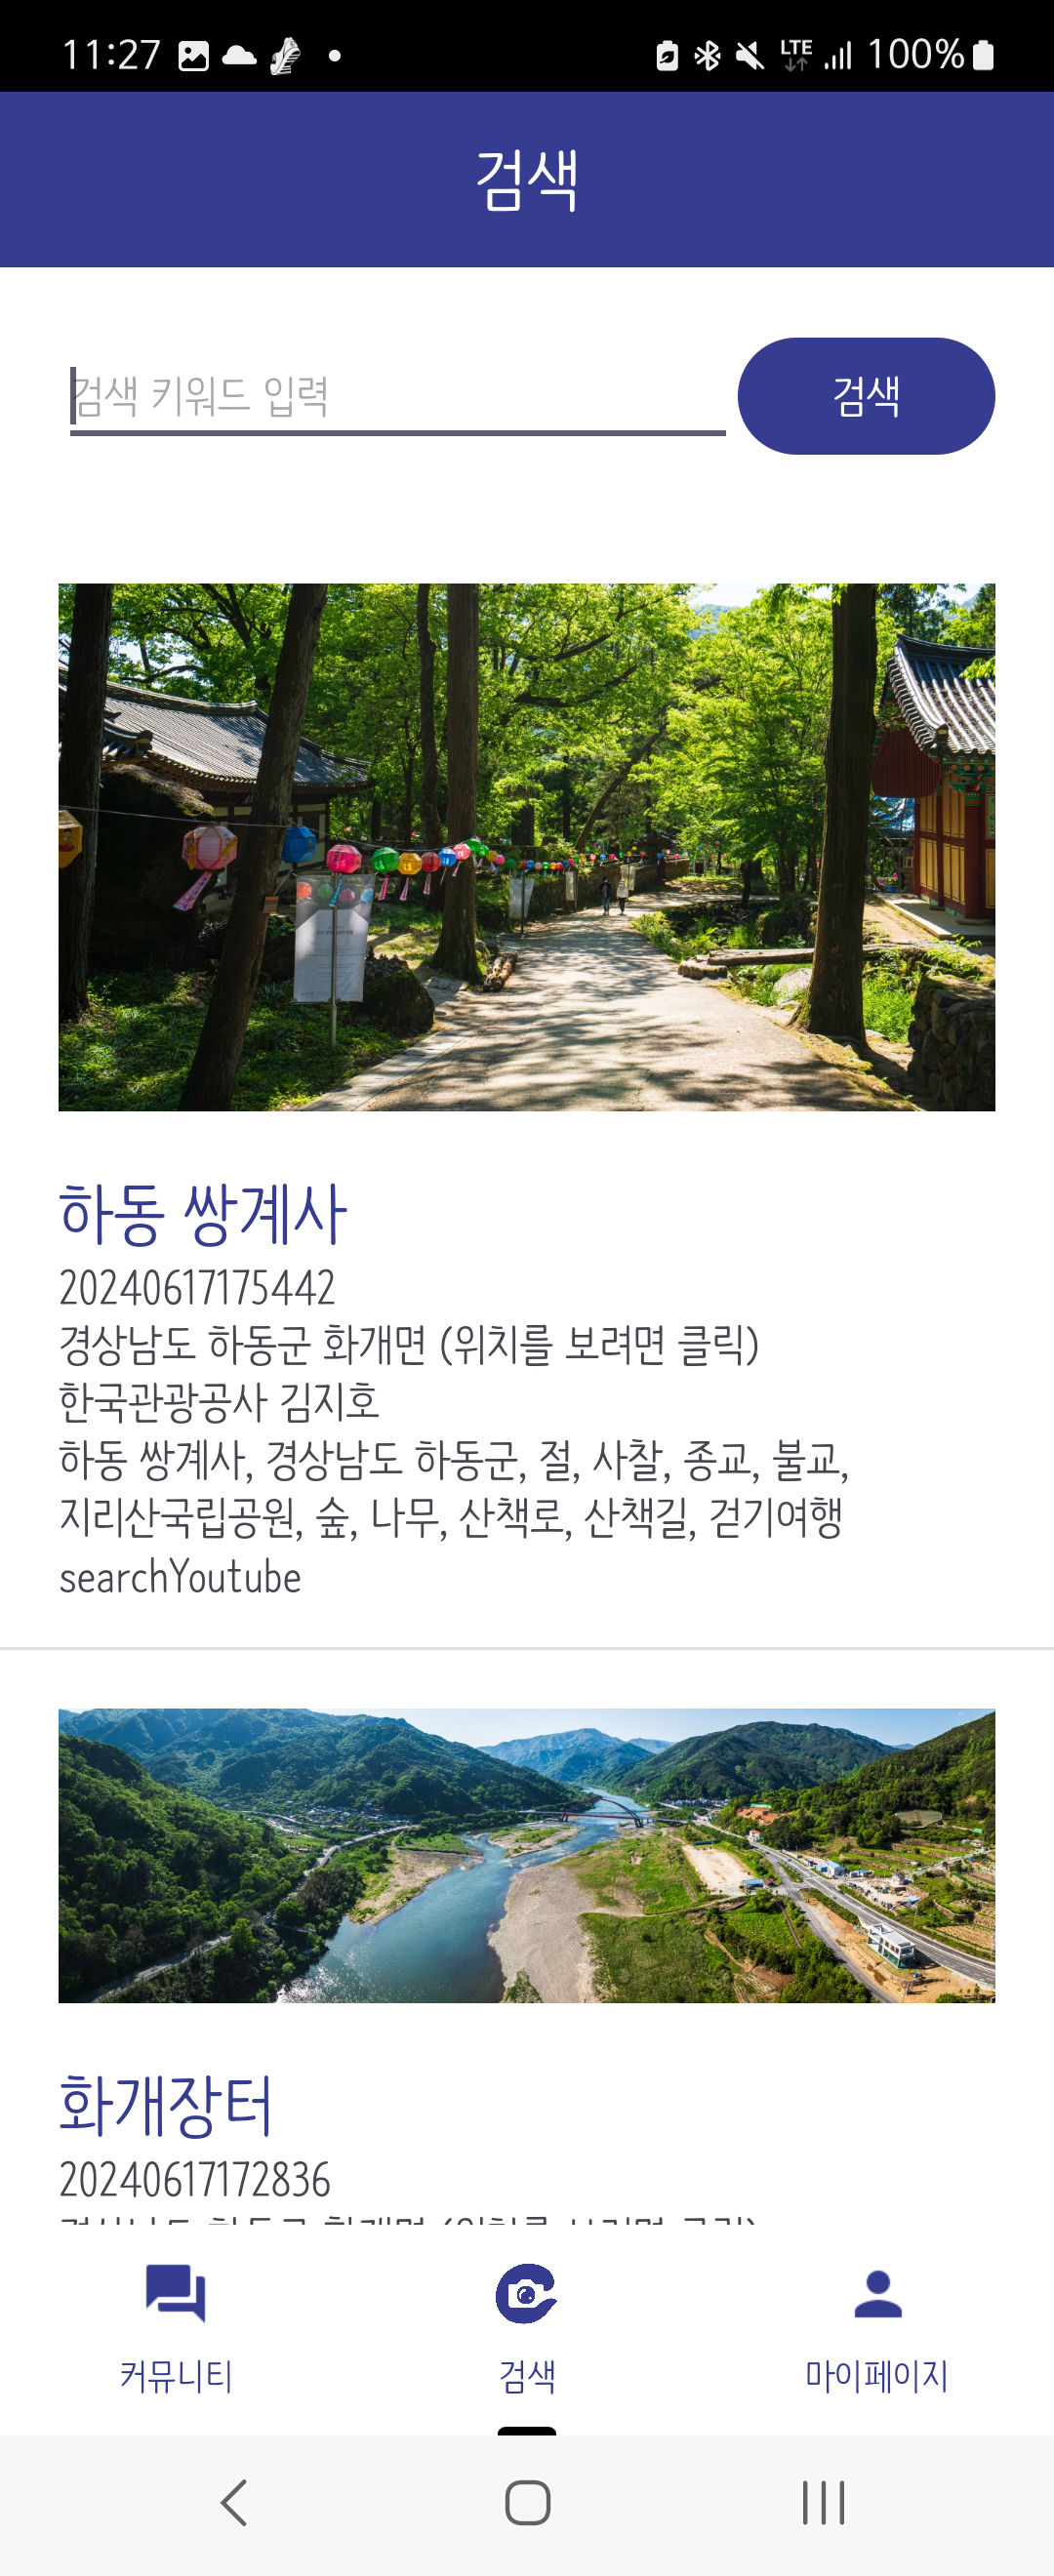 11:27
LTE
100%
검색
검색 키워드 입력
검색
하동 쌍계사
20240617175442
경상남도 하동군 화개면 (위치를 보려면 클릭)
한국관광공사 김지호
하동 쌍계사, 경상남도 하동군, 절, 사찰, 종교, 불교,
지리산국립공원, 숲, 나무, 산책로, 산책길, 걷기여행
searchYoutube
화개장터
20240617172836
커뮤니티
검색
마이페이지